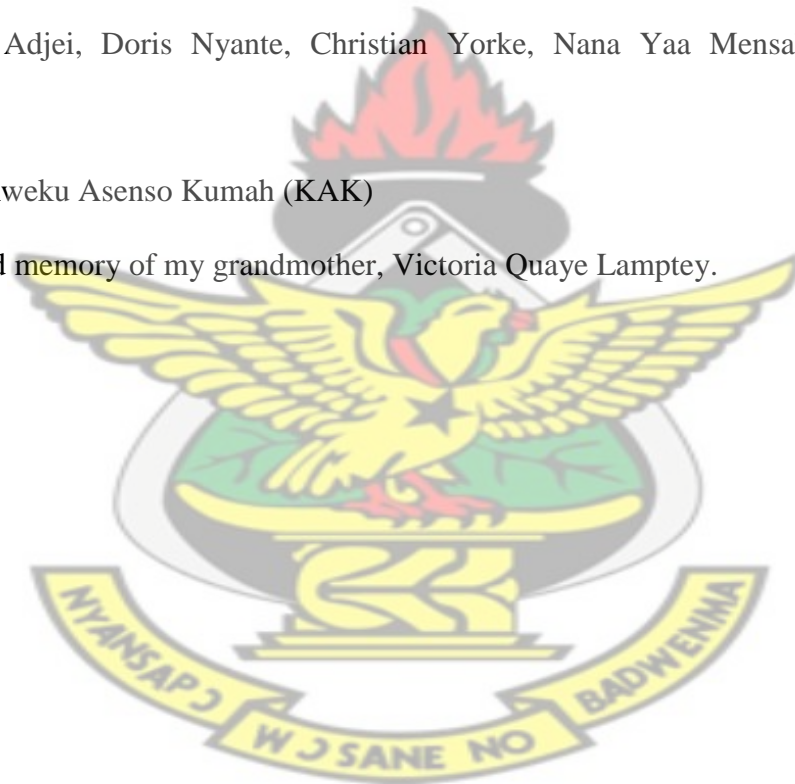 Adjei, Doris Nyante, Christian Yorke, Nana Yaa Mensa
weku Asenso Kumah (KAK)
d memory of my grandmother, Victoria Quaye Lamptey.
NYANSAPƆ
WƆSANE NO
BADWENMA